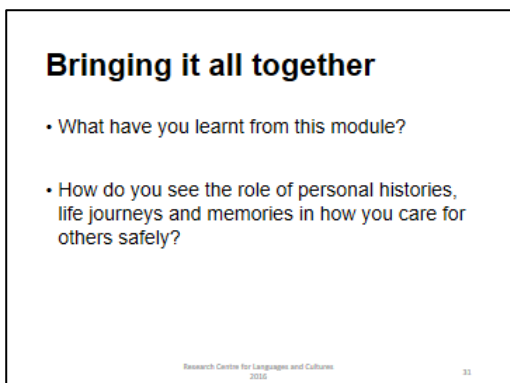 Bringing it all together
• What have you learnt from this module?
• How do you see the role of personal histories,
life journeys and memories in how you care for
others safely?
Research Centre for Languages and Cultures
2016
31